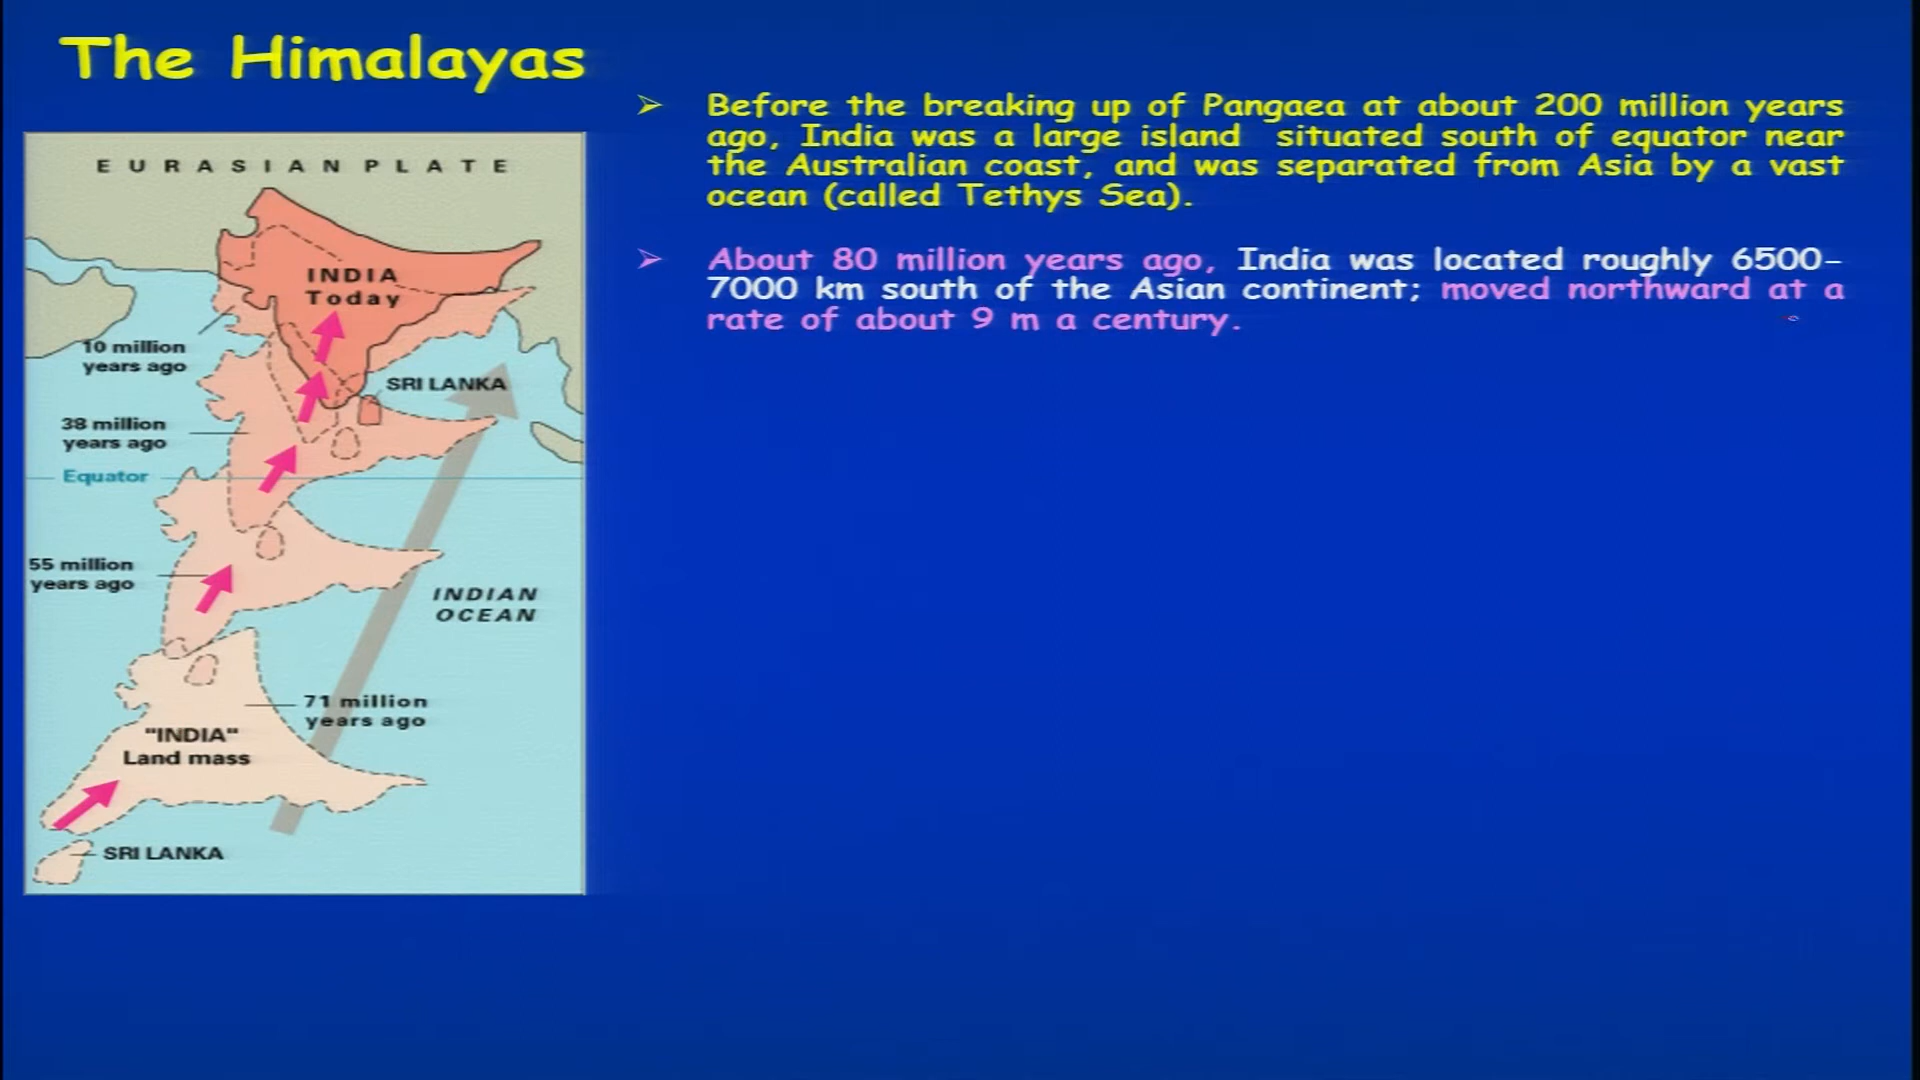 The Himalayas
➢ Before the breaking up of Pangaea at about 200 million years
ago, India was a large island situated south of equator near
the Australian coast, and was separated from Asia by a vast
ocean (called Tethys Sea).
➢ About 80 million years ago, India was located roughly 6500-
7000 km south of the Asian continent; moved northward at a
rate of about 9 m a century.
EURASIAN PLATE
INDIA
Today
10 million
years ago
SRI LANKA
38 million
years ago
Equator
55 million
years ago
INDIAN
OCEAN
71 million
years ago
"INDIA"
Land mass
SRI LANKA